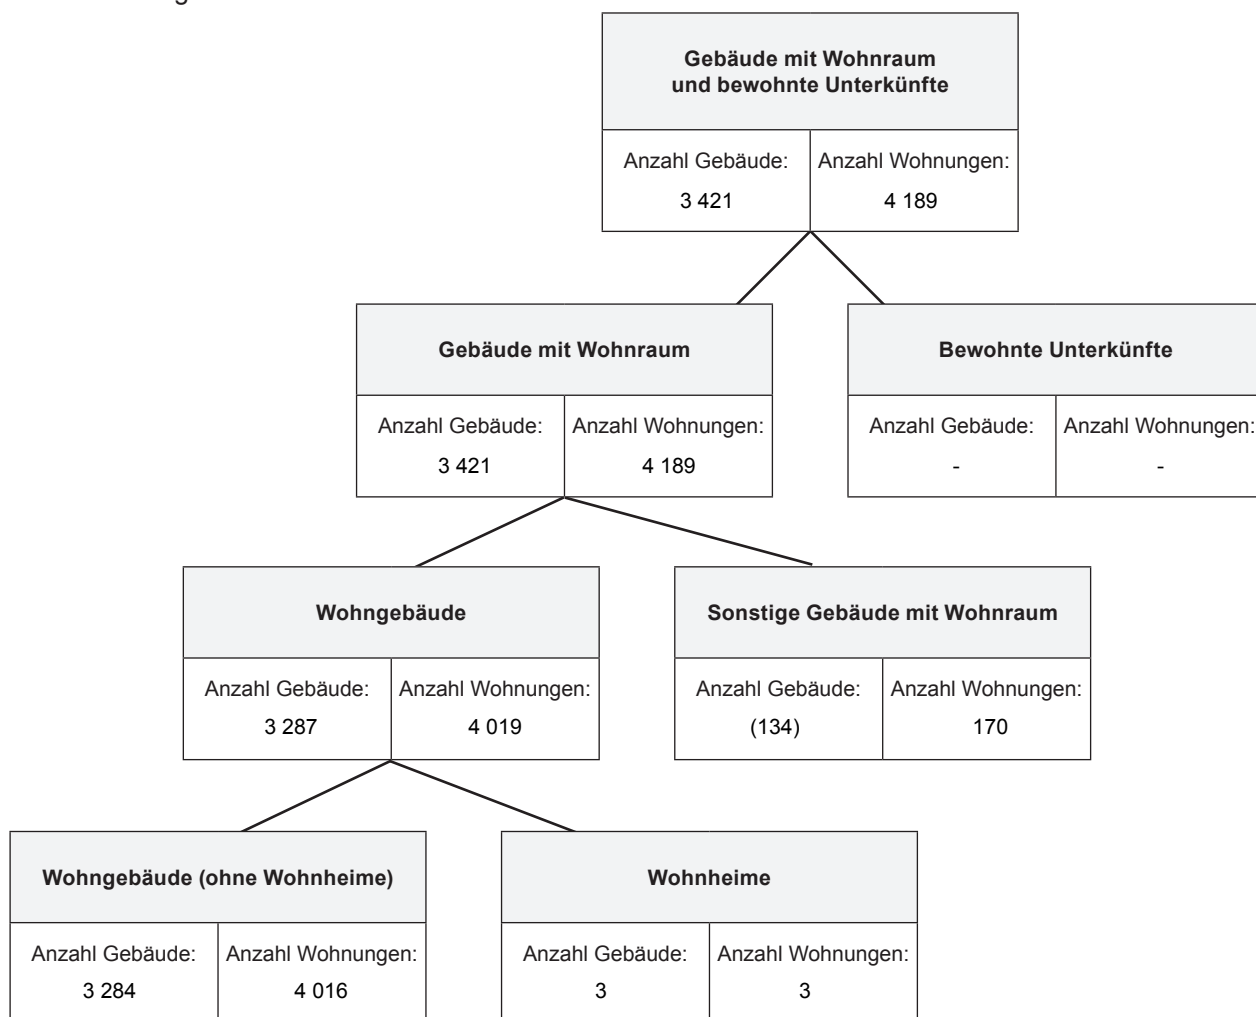 Gebäude mit Wohnraum
und bewohnte Unterkünfte
Anzahl Gebäude: Anzahl Wohnungen:
3 421 4 189
Gebäude mit Wohnraum Bewohnte Unterkünfte
Anzahl Gebäude: Anzahl Wohnungen: Anzahl Gebäude: Anzahl Wohnungen:
3 421 4 189 - -
Wohngebäude Sonstige Gebäude mit Wohnraum
Anzahl Gebäude: Anzahl Wohnungen: Anzahl Gebäude: Anzahl Wohnungen:
3 287 4 019 (134) 170
Wohngebäude (ohne Wohnheime) Wohnheime
Anzahl Gebäude: Anzahl Wohnungen: Anzahl Gebäude: Anzahl Wohnungen:
3 284 4 016 3 3